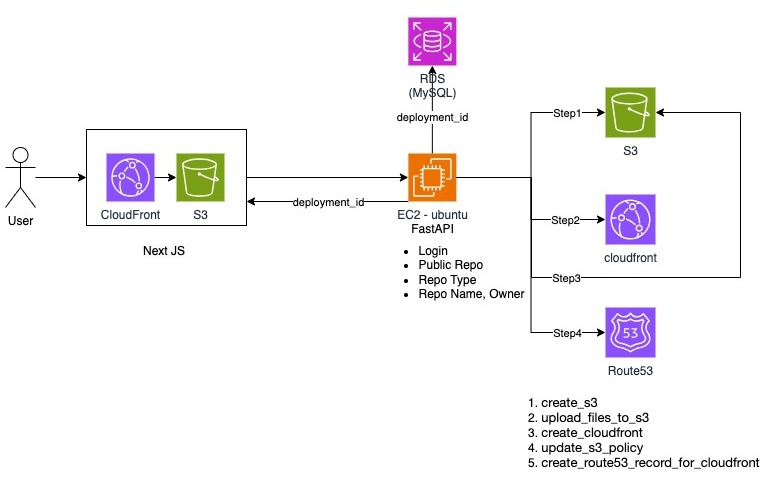 RDS
(MySQL)
deployment_id
Step1
S3
User
CloudFront
S3
deployment_id
EC2 - ubuntu
FastAPI
Next JS
Login
Public Repo
Repo Type
Repo Name, Owner
Step2
cloudfront
Step3
53
Step4
Route53
1. create_s3
2. upload_files_to_s3
3. create_cloudfront
4. update_s3_policy
5. create_route53_record_for_cloudfront